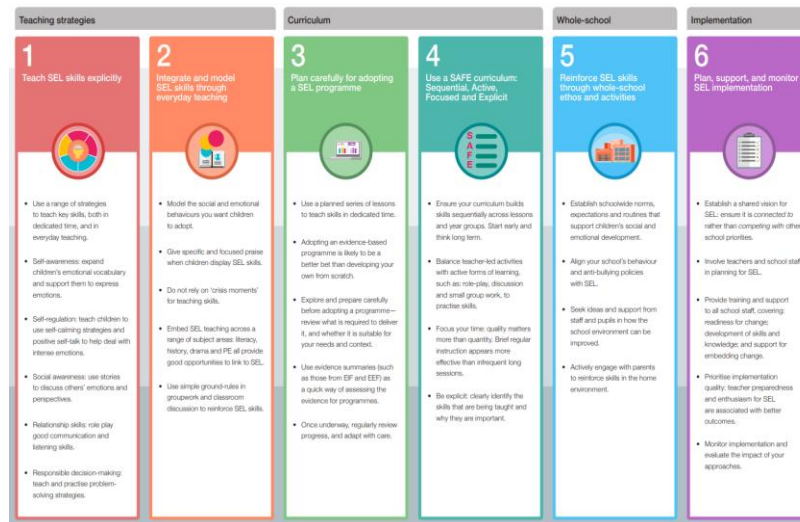 Teaching strategies
Curriculum
Whole-school
Implementation
1
Teach SEL skills explicitly
• Use a range of strategies
to teach key skills, both in
dedicated time, and in
everyday teaching.
• Self-awareness: expand
children's emotional vocabulary
and support them to express
emotions.
• Self-regulation: teach children to
use self-calming strategies and
positive self-talk to help deal with
intense emotions.
• Social awareness: use stories
to discuss others' emotions and
perspectives.
• Relationship skills: role play
good communication and
listening skills.
• Responsible decision-making:
teach and practise problem-
solving strategies.
2
Integrate and model
SEL skills through
everyday teaching
• Model the social and emotional
behaviours you want children
to adopt.
• Give specific and focused praise
when children display SEL skills.
• Do not rely on 'crisis moments'
for teaching skills.
• Embed SEL teaching across a
range of subject areas: literacy,
history, drama and PE all provide
good opportunities to link to SEL.
• Use simple ground-rules in
groupwork and classroom
discussion to reinforce SEL skills.
3
Plan carefully for adopting
a SEL programme
• Use a planned series of lessons
to teach skills in dedicated time.
• Adopting an evidence-based
programme is likely to be a
better bet than developing your
own from scratch.
• Explore and prepare carefully
before adopting a programme—
review what is required to deliver
it, and whether it is suitable for
your needs and context.
• Use evidence summaries (such
as those from EIF and EEF) as
a quick way of assessing the
evidence for programmes.
• Once underway, regularly review
progress, and adapt with care.
4
Use a SAFE curriculum:
Sequential, Active,
Focused and Explicit
S
A
F
E
• Ensure your curriculum builds
skills sequentially across lessons
and year groups. Start early and
think long term.
• Balance teacher-led activities
with active forms of learning,
such as: role-play, discussion
and small group work, to
practise skills.
• Focus your time: quality matters
more than quantity. Brief regular
instruction appears more
effective than infrequent long
sessions.
• Be explicit: clearly identify the
skills that are being taught and
why they are important.
5
Reinforce SEL skills
through whole-school
ethos and activities
• Establish schoolwide norms,
expectations and routines that
support children's social and
emotional development.
• Align your school's behaviour
and anti-bullying policies
with SEL.
• Seek ideas and support from
staff and pupils in how the
school environment can be
improved.
• Actively engage with parents
to reinforce skills in the home
environment.
6
Plan, support, and monitor
SEL implementation
• Establish a shared vision for
SEL: ensure it is connected to
rather than competing with other
school priorities.
• Involve teachers and school staff
in planning for SEL.
• Provide training and support
to all school staff, covering:
readiness for change;
development of skills and
knowledge; and support for
embedding change.
• Prioritise implementation
quality: teacher preparedness
and enthusiasm for SEL
are associated with better
outcomes.
• Monitor implementation and
evaluate the impact of your
approaches.